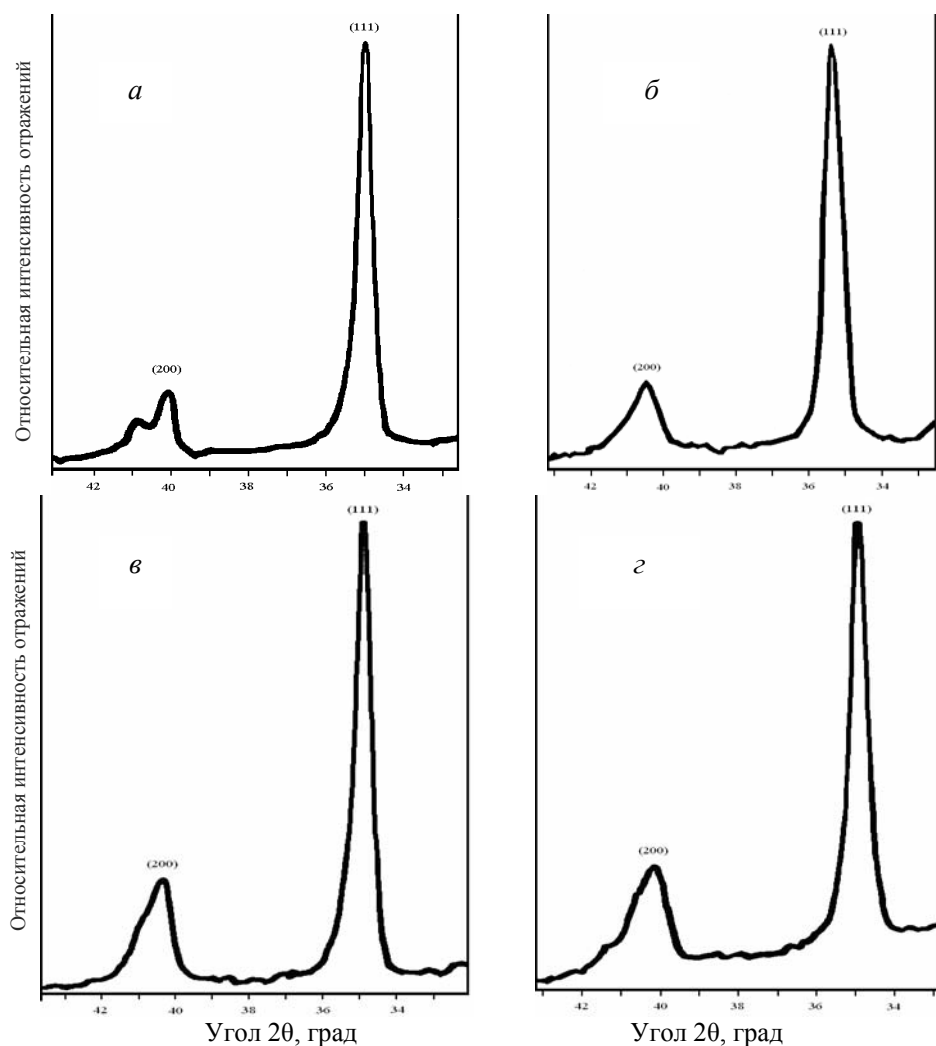 (111)
(111)
а
б
(200)
(200)
Относительная интенсивность отражений
42 40 36 34
42 40 36 34
(111)
(111)
в
г
(200)
(200)
Относительная интенсивность отражений
42 40 38 36 34
42 40 38 36 34
Угол 2θ, град
Угол 2θ, град